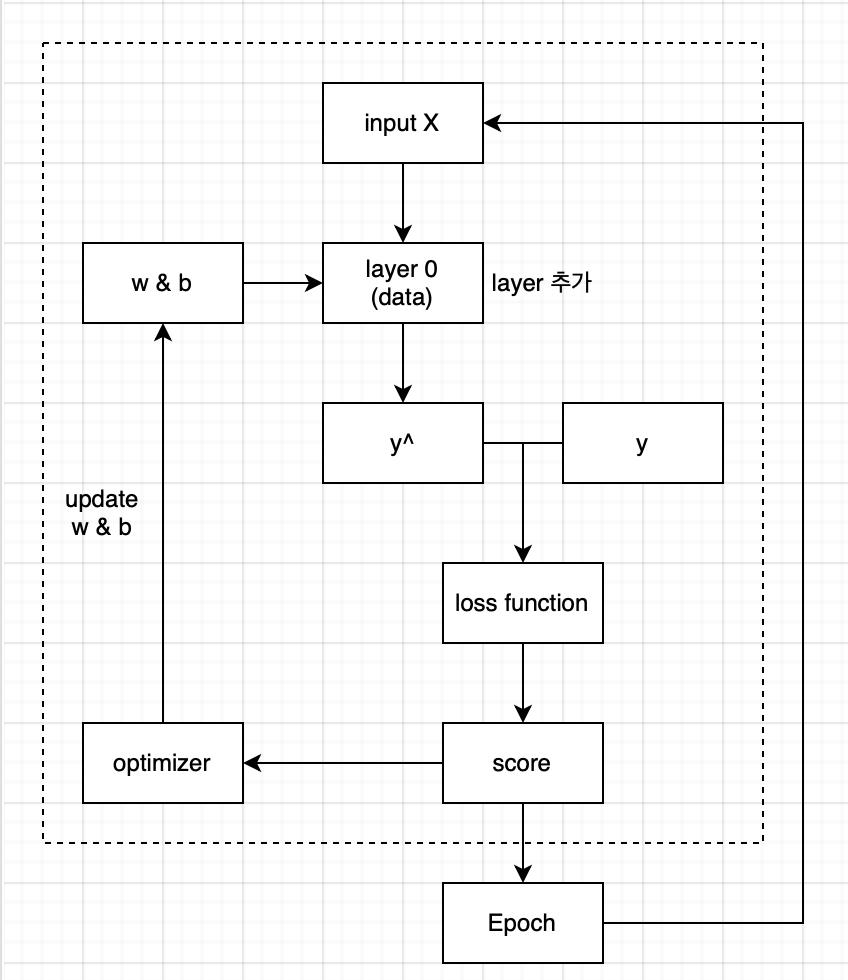 input X
w & b
layer 0
(data)
layer 추가
y^
y
update
w & b
loss function
optimizer
score
Epoch